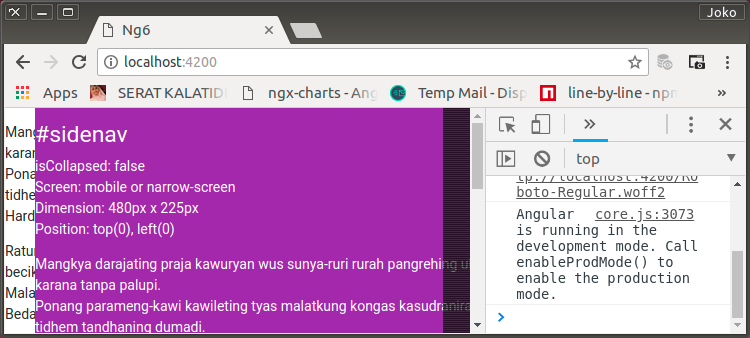 Joko
Ng6
localhost:4200
Apps SERAT KALATID ngx-charts - Ang Temp Mail - Disp line-by-line - npm
#sidenav
isCollapsed: false
Screen: mobile or narrow-screen
Dimension: 480px x 225px
Position: top(0), left(0)
Mangkya darajating praja kawuryan wus sunya-ruri rurah pangrehing u
karana tanpa palupi.
Ponang parameng-kawi kawileting tyas malatkung kongas kasudranira
tidhem tandhaning dumadi.
Mang
karan
Pona
tidhe
Hard
Ratu
becik
Mala
Beda
top
tp://localhost:4200/Ro
boto-Regular.woff2
Angular core.js:3073
is running in the
development mode. Call
enableProdMode() to
enable the production
mode.